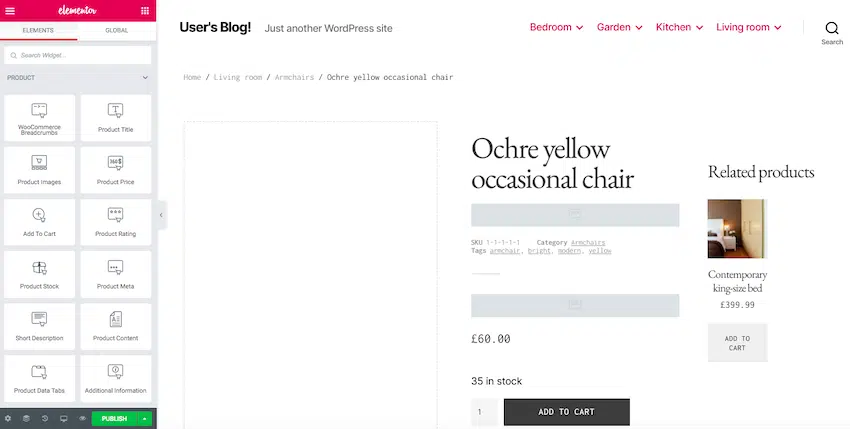 elementor
ELEMENTS GLOBAL
Search Widget...
PRODUCT
WooCommerce
Breadcrumbs
Product Title
Product Images
Product Price
Add To Cart
Product Rating
Product Stock
Product Meta
Short Description
Product Content
Product Data Tabs
Additional Information
PUBLISH
User's Blog! Just another WordPress site
Bedroom Garden Kitchen Living room
Search
Home / Living room / Armchairs / Ochre yellow occasional chair
Ochre yellow
occasional chair
SKU 1-1-1-1-1 Category Armchairs
Tags armchair, bright, modern, yellow
£60.00
35 in stock
1 ADD TO CART
Related products
Contemporary
king-size bed
£399.99
ADD TO
CART